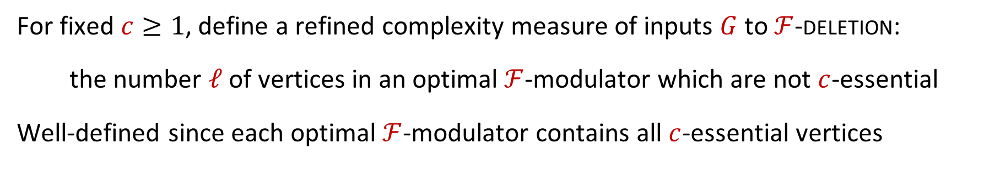 For fixed c ≥ 1, define a refined complexity measure of inputs G to ℱ-DELETION:
the number ℓ of vertices in an optimal ℱ-modulator which are not c-essential
Well-defined since each optimal ℱ-modulator contains all c-essential vertices